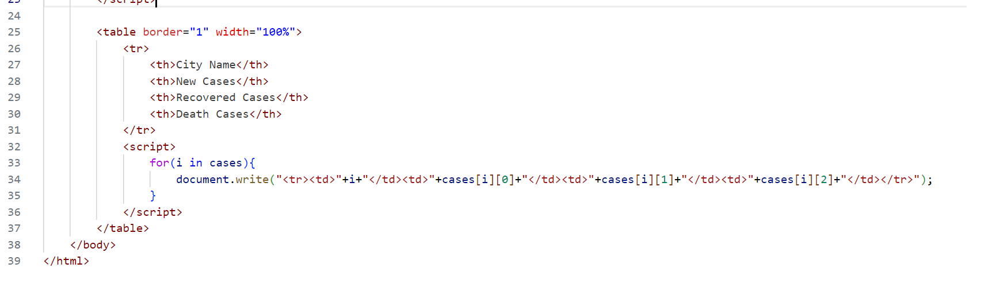 23 </script>
24
25 <table border="1" width="100%">
26 <tr>
27 <th>City Name</th>
28 <th>New Cases</th>
29 <th>Recovered Cases</th>
30 <th>Death Cases</th>
31 </tr>
32 <script>
33 for(i in cases){
34 document.write("<tr><td>"+i+"</td><td>"+cases[i][0]+"</td><td>"+cases[i][1]+"</td><td>"+cases[i][2]+"</td></tr>");
35 }
36 </script>
37 </table>
38 </body>
39 </html>